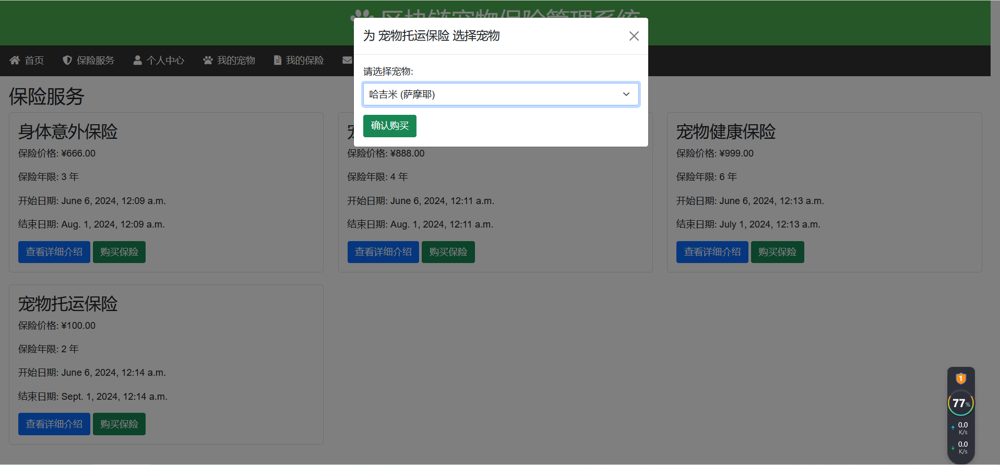 区块链宠物保险管理系统
为 宠物托运保险 选择宠物
首页
保险服务
个人中心
我的宠物
我的保险
请选择宠物:
哈吉米 (萨摩耶)
确认购买
保险服务
身体意外保险
保险价格: ¥666.00
保险年限: 3 年
开始日期: June 6, 2024, 12:09 a.m.
结束日期: Aug. 1, 2024, 12:09 a.m.
查看详细介绍 购买保险
保险价格: ¥888.00
保险年限: 4 年
开始日期: June 6, 2024, 12:11 a.m.
结束日期: Aug. 1, 2024, 12:11 a.m.
查看详细介绍 购买保险
宠物健康保险
保险价格: ¥999.00
保险年限: 6 年
开始日期: June 6, 2024, 12:13 a.m.
结束日期: July 1, 2024, 12:13 a.m.
查看详细介绍 购买保险
宠物托运保险
保险价格: ¥100.00
保险年限: 2 年
开始日期: June 6, 2024, 12:14 a.m.
结束日期: Sept. 1, 2024, 12:14 a.m.
查看详细介绍 购买保险
1
77%
0.0
K/s
0.0
K/s